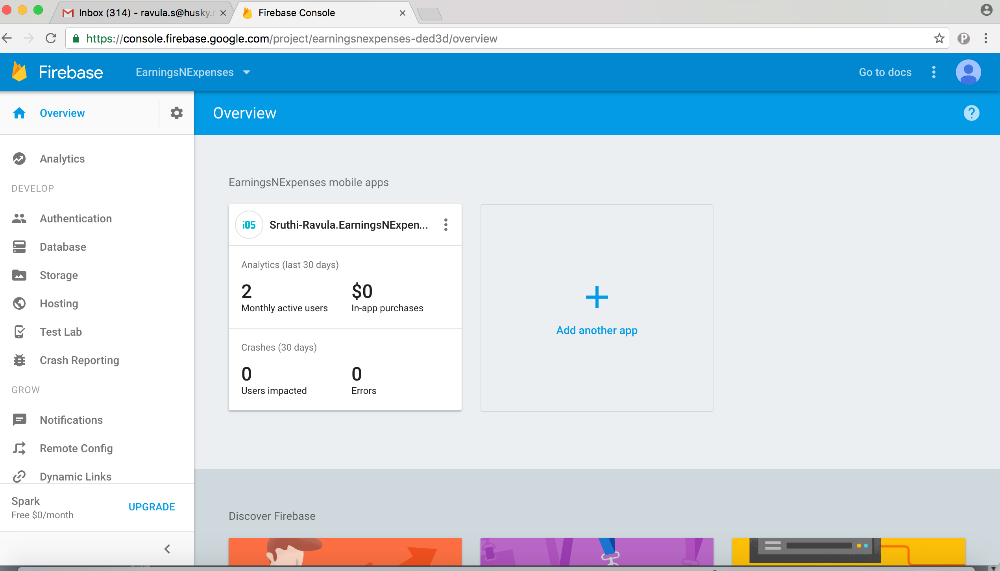 Inbox (314) - ravula.s@husky.
Firebase Console
https://console.firebase.google.com/project/earningsnexpenses-ded3d/overview
P
Firebase
EarningsNExpenses
Go to docs
Overview
Overview
?
Analytics
DEVELOP
Authentication
Database
Storage
Hosting
Test Lab
Crash Reporting
GROW
Notifications
Remote Config
Dynamic Links
Spark
Free $0/month
UPGRADE
EarningsNExpenses mobile apps
iOS
Sruthi-Ravula.EarningsNExpen...
Analytics (last 30 days)
2
Monthly active users
$0
In-app purchases
Crashes (30 days)
0
Users impacted
0
Errors
Add another app
Discover Firebase